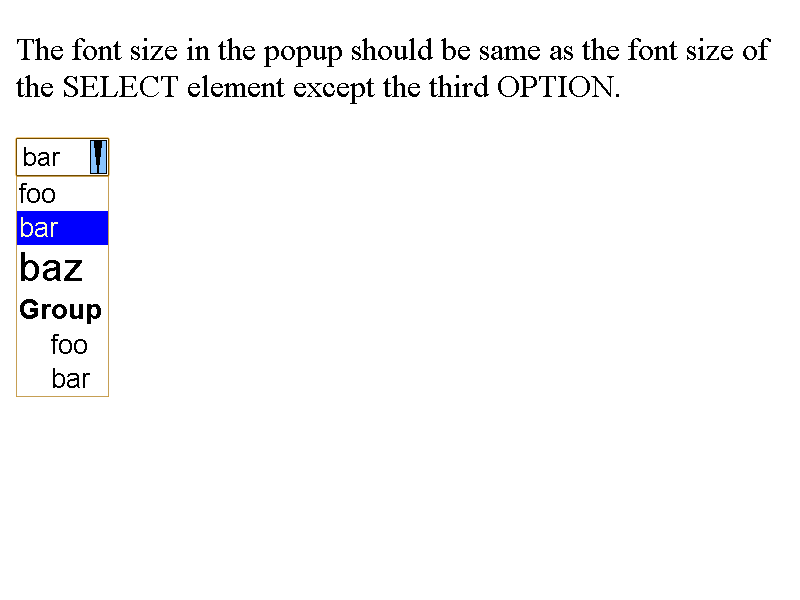 The font size in the popup should be same as the font size of
the SELECT element except the third OPTION.
bar
foo
bar
baz
Group
foo
bar